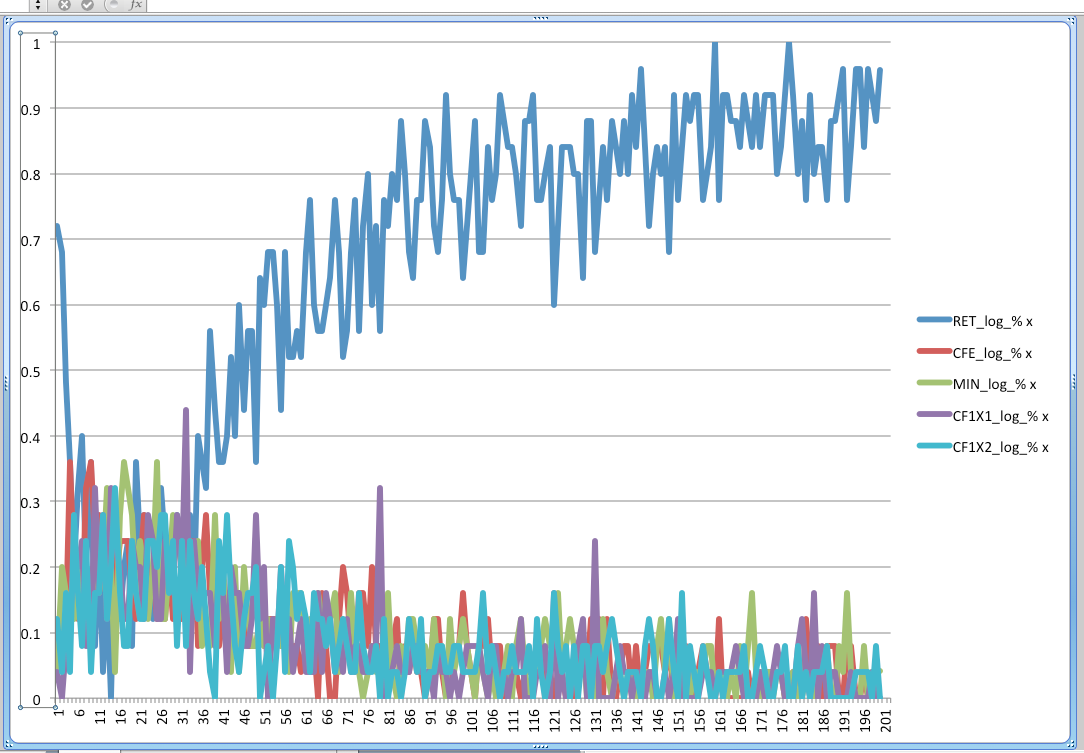 fx
1
0.9
0.8
0.7
0.6
0.5
0.4
0.3
0.2
0.1
0
1 6 11 16 21 26 31 36 41 46 51 56 61 66 71 76 81 86 91 96 101 106 111 116 121 126 131 136 141 146 151 156 161 166 171 176 181 186 191 196 201
RET_log_% x
CFE_log_% x
MIN_log_% x
CF1X1_log_% x
CF1X2_log_% x